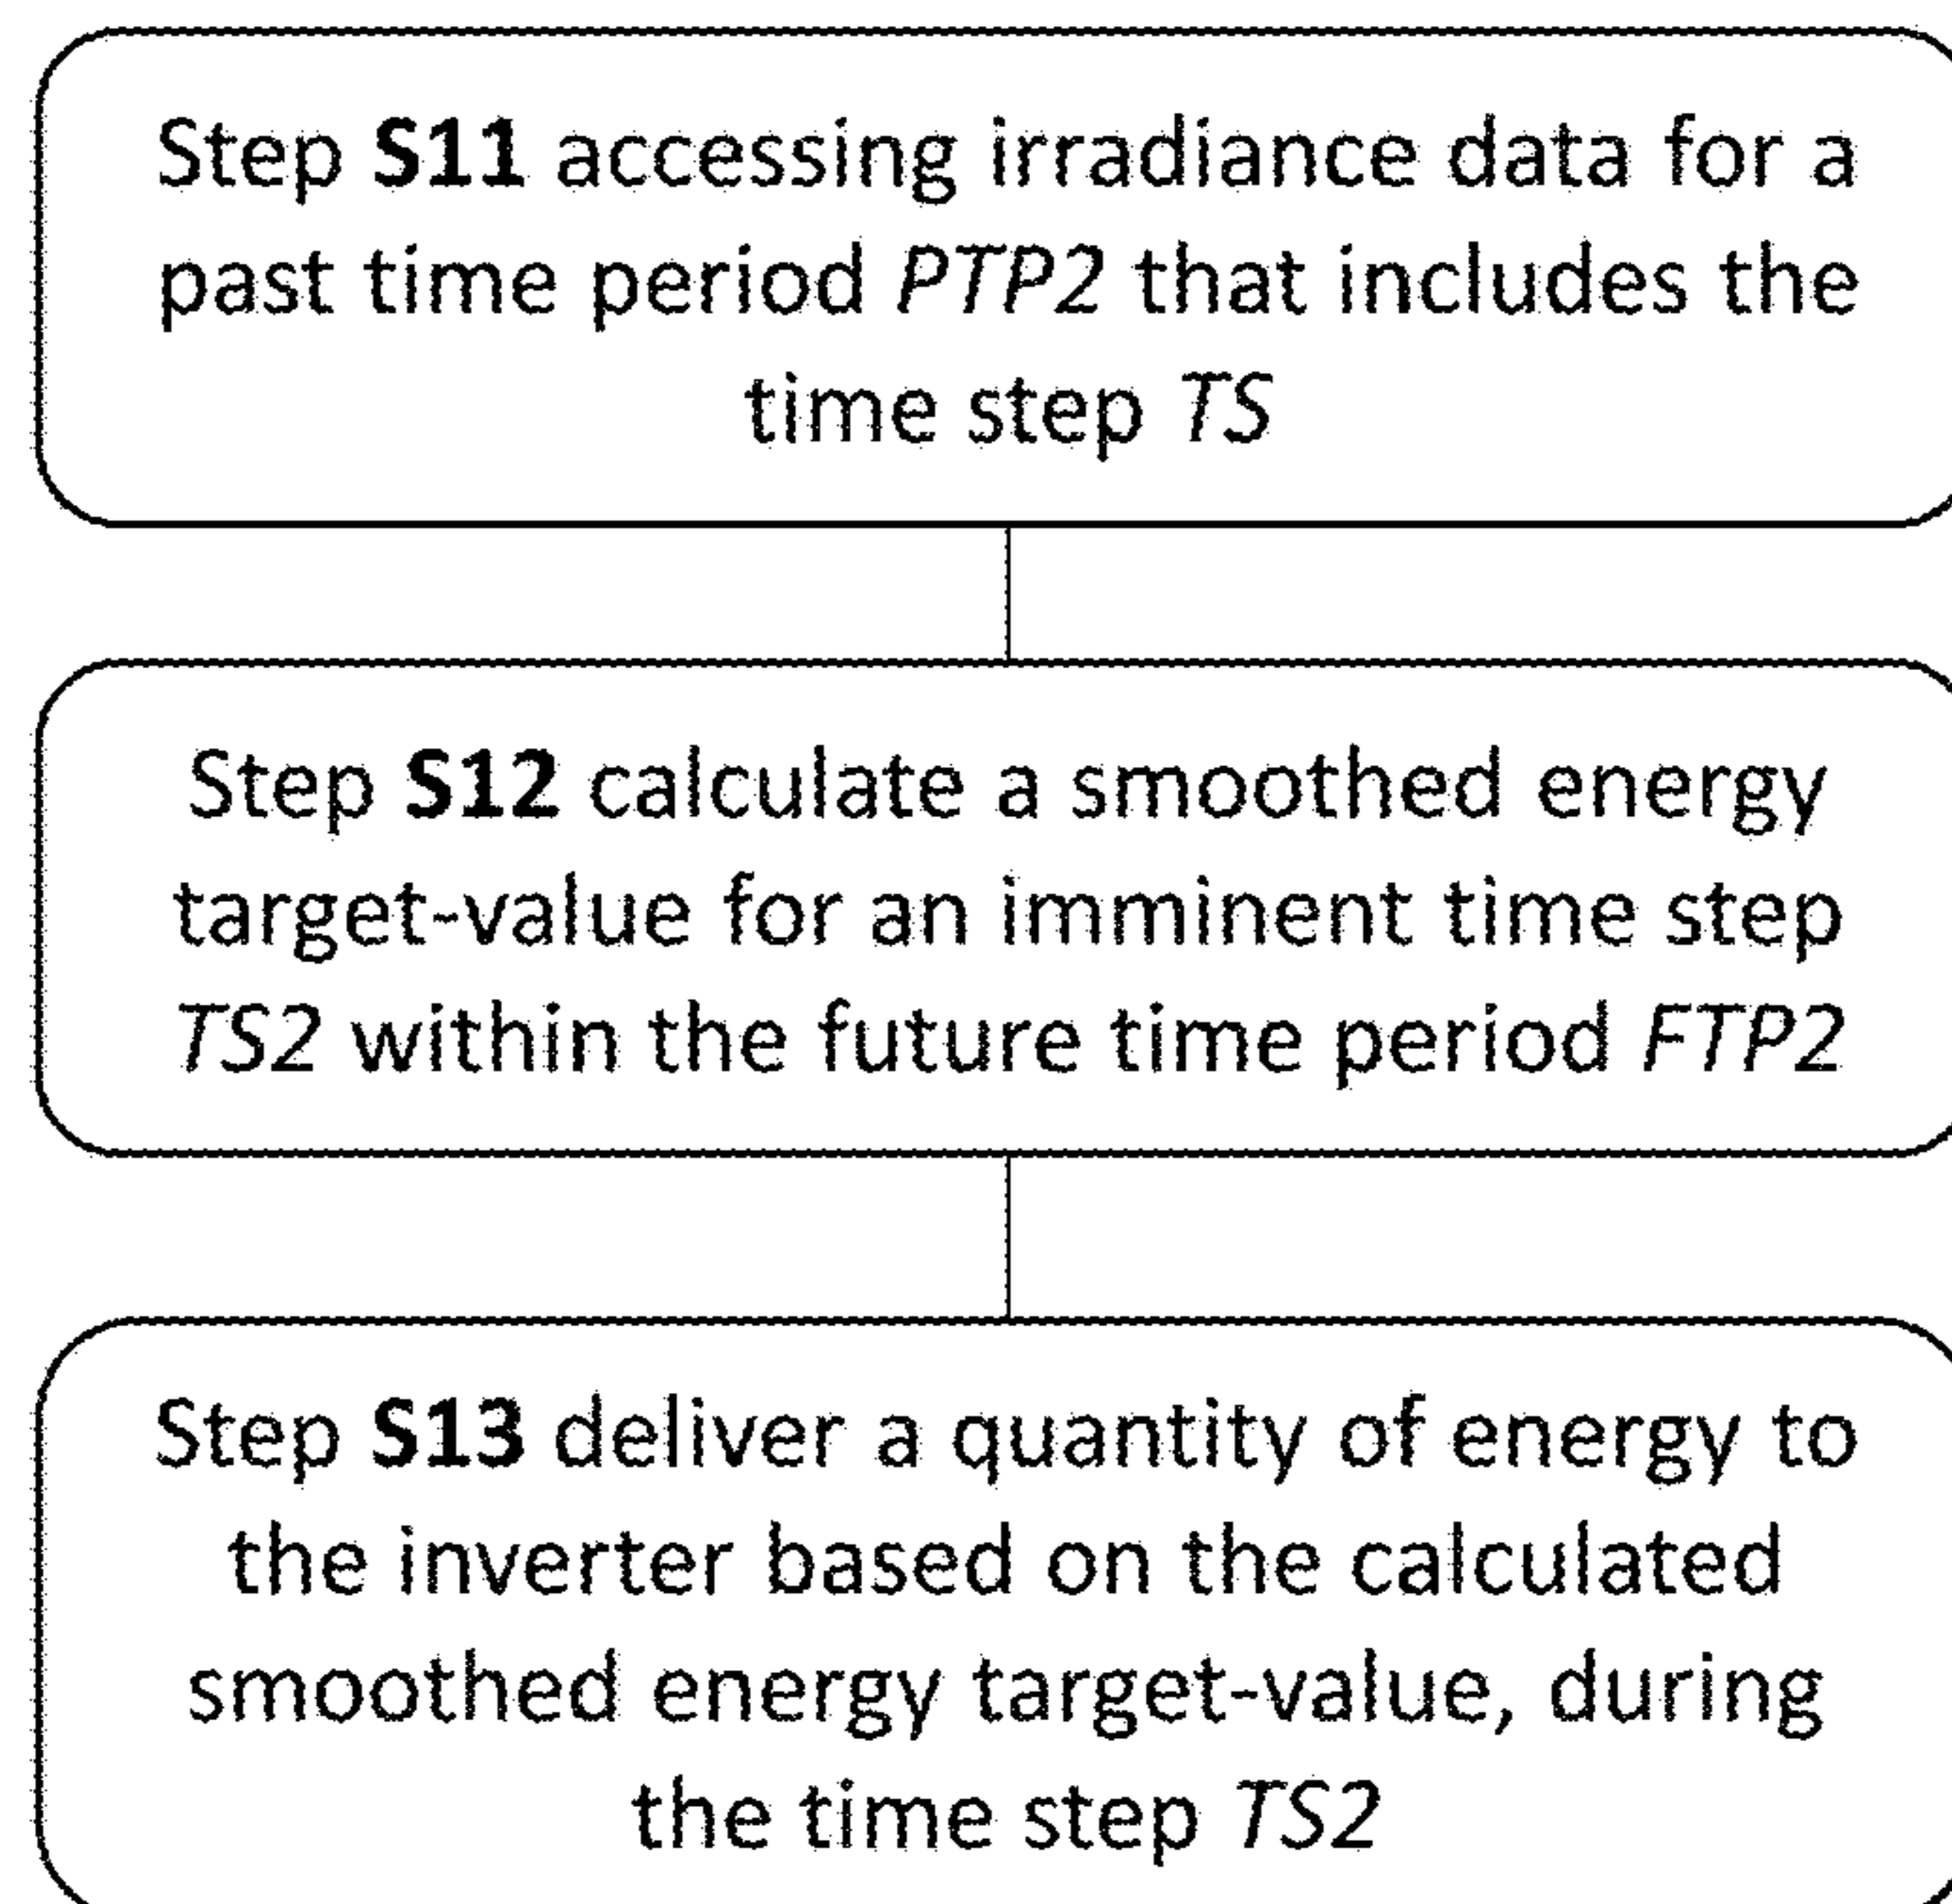 Step S11 accessing irradiance data for a
past time period PTP2 that includes the
time step TS
Step S12 calculate a smoothed energy
target-value for an imminent time step
TS2 within the future time period FTP2
Step S13 deliver a quantity of energy to
the inverter based on the calculated
smoothed energy target-value, during
the time step TS2